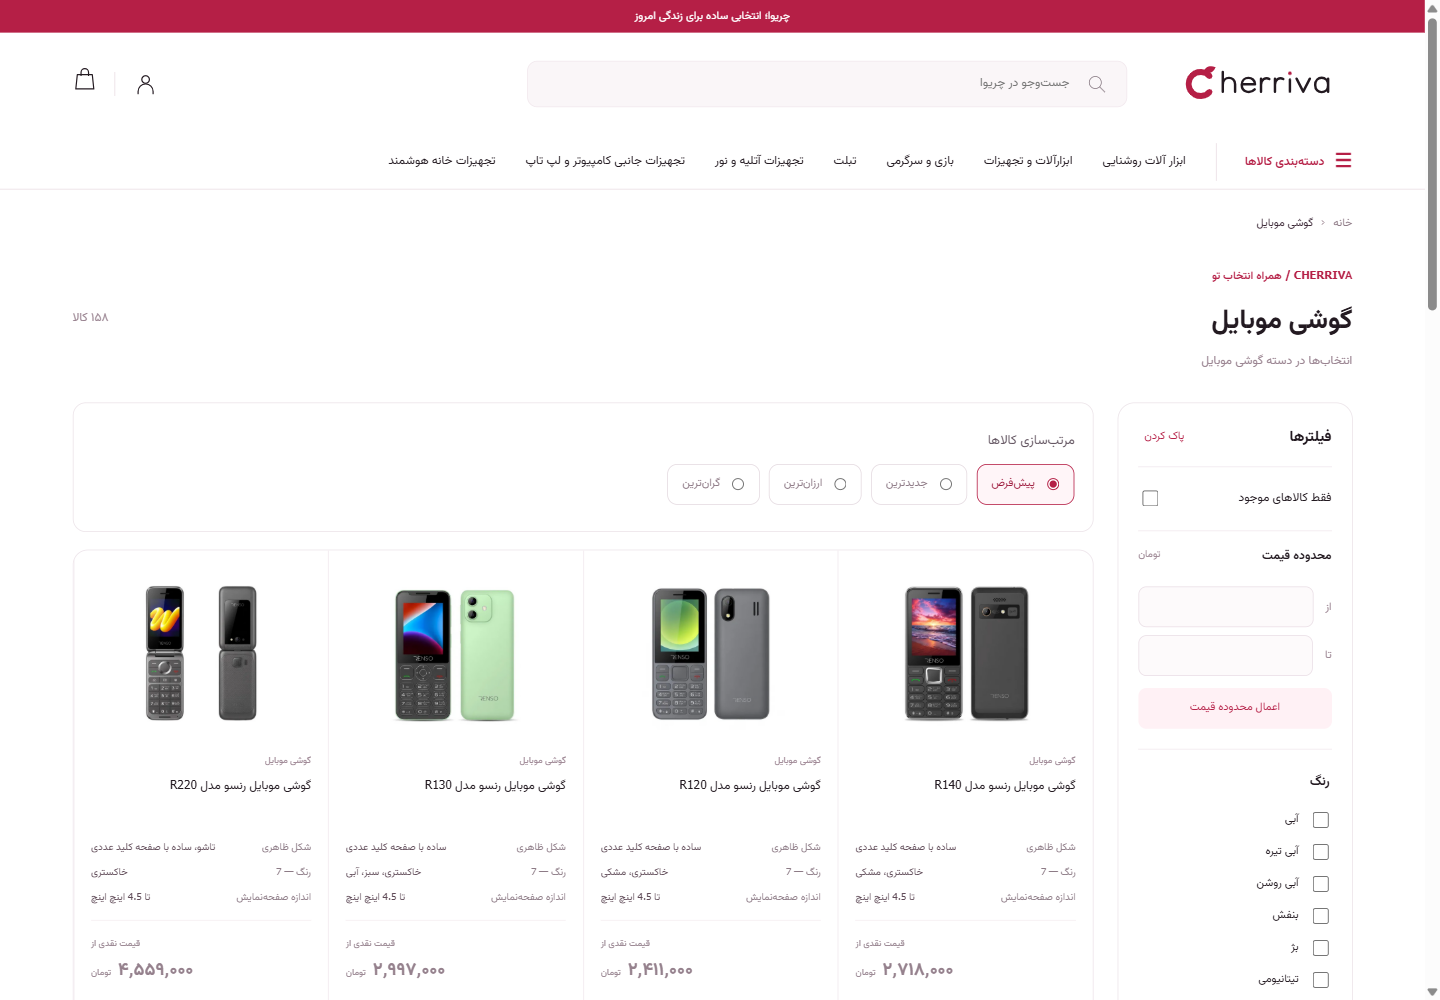 چریوا؛ انتخابی ساده برای زندگی امروز
Cherriva
جست‌وجو در چریوا
دسته‌بندی کالاها
ابزار آلات روشنایی
ابزارآلات و تجهیزات
بازی و سرگرمی
تبلت
تجهیزات آتلیه و نور
تجهیزات جانبی کامپیوتر و لپ تاپ
تجهیزات خانه هوشمند
خانه ‹ گوشی موبایل
CHERRIVA / همراه انتخاب تو
گوشی موبایل
۱۵۸ کالا
انتخاب‌ها در دسته گوشی موبایل
فیلترها
پاک کردن
فقط کالاهای موجود
محدوده قیمت
تومان
از
تا
اعمال محدوده قیمت
رنگ
آبی
آبی تیره
آبی روشن
بنفش
بژ
تیتانیومی
مرتب‌سازی کالاها
پیش‌فرض
جدیدترین
ارزان‌ترین
گران‌ترین
گوشی موبایل
گوشی موبایل رنسو مدل R140
شکل ظاهری ساده با صفحه کلید عددی
رنگ — 7 خاکستری، مشکی
اندازه صفحه‌نمایش تا 4.5 اینچ اینچ
قیمت نقدی از
۲,۷۱۸,۰۰۰ تومان
گوشی موبایل
گوشی موبایل رنسو مدل R120
شکل ظاهری ساده با صفحه کلید عددی
رنگ — 7 خاکستری، مشکی
اندازه صفحه‌نمایش تا 4.5 اینچ اینچ
قیمت نقدی از
۲,۴۱۱,۰۰۰ تومان
گوشی موبایل
گوشی موبایل رنسو مدل R130
شکل ظاهری ساده با صفحه کلید عددی
رنگ — 7 خاکستری، سبز، آبی
اندازه صفحه‌نمایش تا 4.5 اینچ اینچ
قیمت نقدی از
۲,۹۹۷,۰۰۰ تومان
گوشی موبایل
گوشی موبایل رنسو مدل R220
شکل ظاهری تاشو، ساده با صفحه کلید عددی
رنگ — 7 خاکستری
اندازه صفحه‌نمایش تا 4.5 اینچ اینچ
قیمت نقدی از
۴,۵۵۹,۰۰۰ تومان